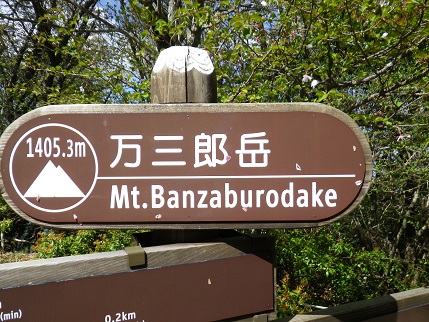 1405.3m
万三郎岳
Mt.Banzaburodake
(min)
0.2km